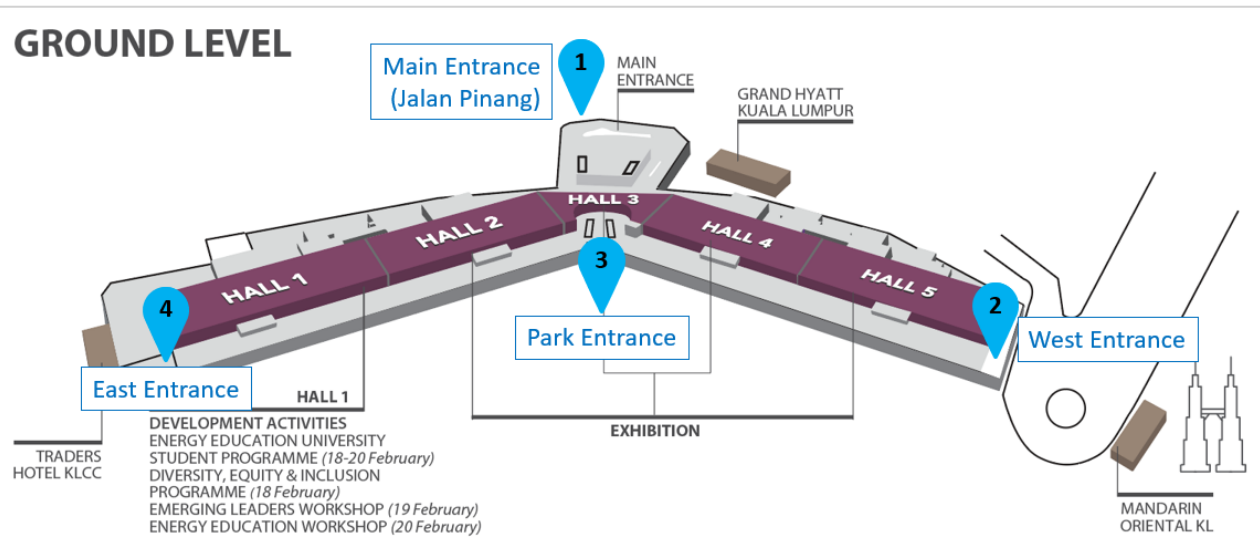 GROUND LEVEL
Main Entrance
(Jalan Pinang)
1
MAIN
ENTRANCE
GRAND HYATT
KUALA LUMPUR
HALL 3
HALL 2
HALL 4
HALL 1
HALL 5
3
4
2
Park Entrance
West Entrance
East Entrance
HALL 1
DEVELOPMENT ACTIVITIES
ENERGY EDUCATION UNIVERSITY
STUDENT PROGRAMME (18-20 February)
DIVERSITY, EQUITY & INCLUSION
PROGRAMME (18 February)
EMERGING LEADERS WORKSHOP (19 February)
ENERGY EDUCATION WORKSHOP (20 February)
EXHIBITION
TRADERS
HOTEL KLCC
MANDARIN
ORIENTAL KL